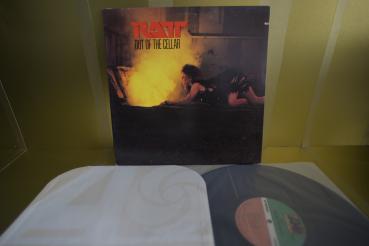 RATT
OUT OF THE CELLAR